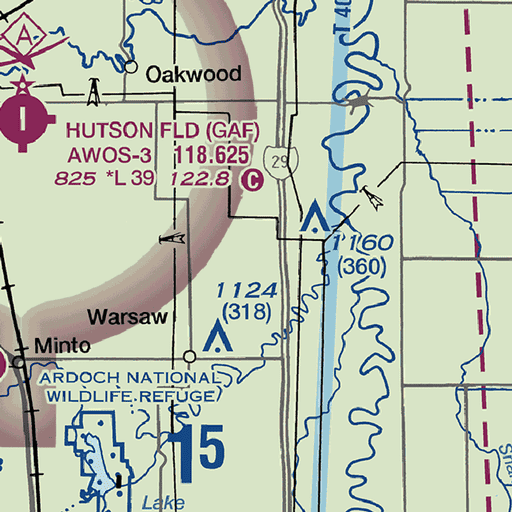 A
T 40
Oakwood
HUTSON FLD (GAF)
AWOS-3 118.625
825 *L 39 122.8 C
29
1160
(360)
1124
(318)
Warsaw
Minto
ARDOCH NATIONAL
WILDLIFE REFUGE
15
Lake